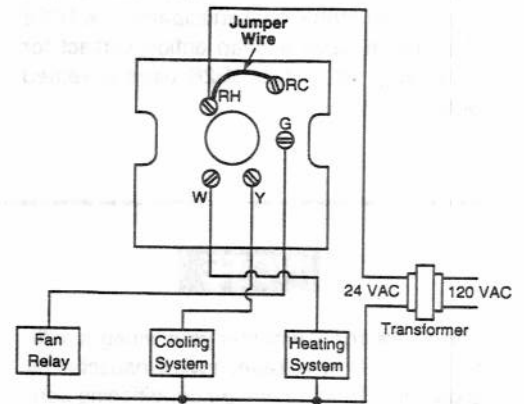 Jumper
Wire
RH
RC
G
W
Y
24 VAC
120 VAC
Transformer
Fan
Relay
Cooling
System
Heating
System